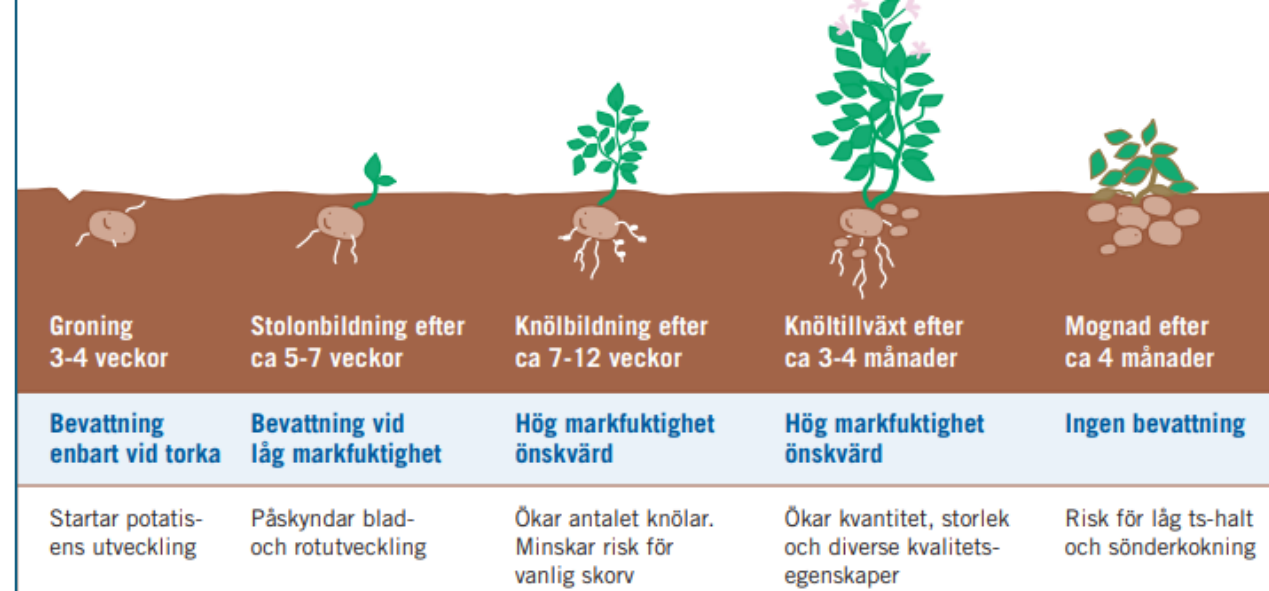 Groning
3-4 veckor
Stolonbildning efter
ca 5-7 veckor
Knölbildning efter
ca 7-12 veckor
Knöltillväxt efter
ca 3-4 månader
Mognad efter
ca 4 månader
Bevattning
enbart vid torka
Bevattning vid
låg markfuktighet
Hög markfuktighet
önskvärd
Hög markfuktighet
önskvärd
Ingen bevattning
Startar potatis-
ens utveckling
Påskyndar blad-
och rotutveckling
Ökar antalet knölar.
Minskar risk för
vanlig skorv
Ökar kvantitet, storlek
och diverse kvalitets-
egenskaper
Risk för låg ts-halt
och sönderkokning